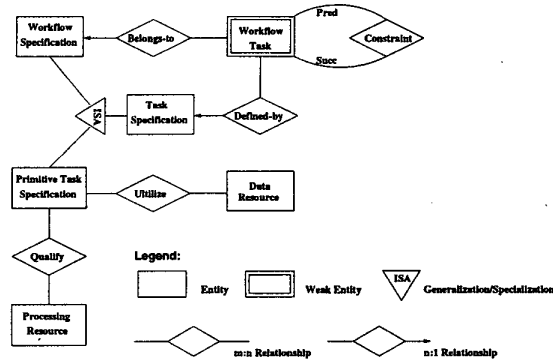 Workflow
Specification
Belongs-to
Workflow
Task
Pred
Succ
Constraint
ISA
Task
Specification
Defined-by
Primitive Task
Specification
Ultilize
Data
Resource
Qualify
Processing
Resource
Legend:
Entity
Weak Entity
ISA
Generalization/Specialization
m:n Relationship
n:1 Relationship